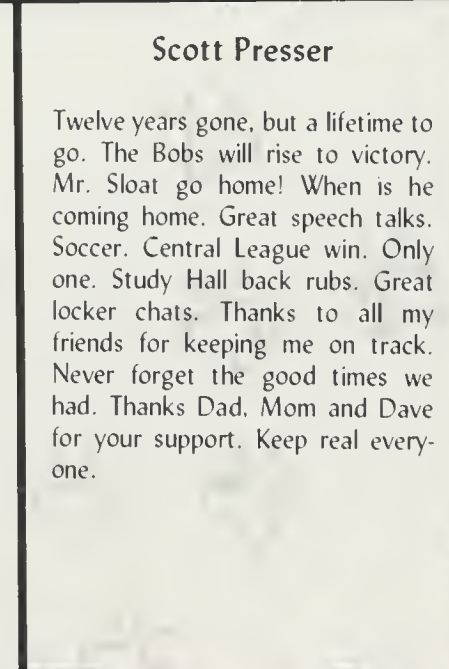 Scott Presser
Twelve years gone, but a lifetime to
go. The Bobs will rise to victory.
Mr. Sloat go home! When is he
coming home. Great speech talks.
Soccer. Central League win. Only
one. Study Hall back rubs. Great
locker chats. Thanks to all my
friends for keeping me on track.
Never forget the good times we
had. Thanks Dad, Mom and Dave
for your support. Keep real every-
one.